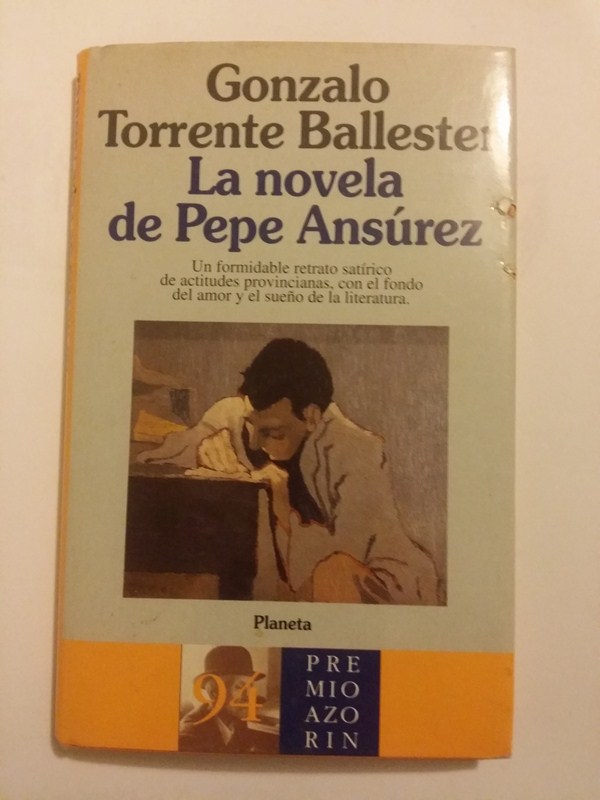 Gonzalo
Torrente Ballester
La novela
de Pepe Ansúrez
Un formidable retrato satírico
de actitudes provincianas, con el fondo
del amor y el sueño de la literatura.
Planeta
94
PRE
MIO
AZO
RIN